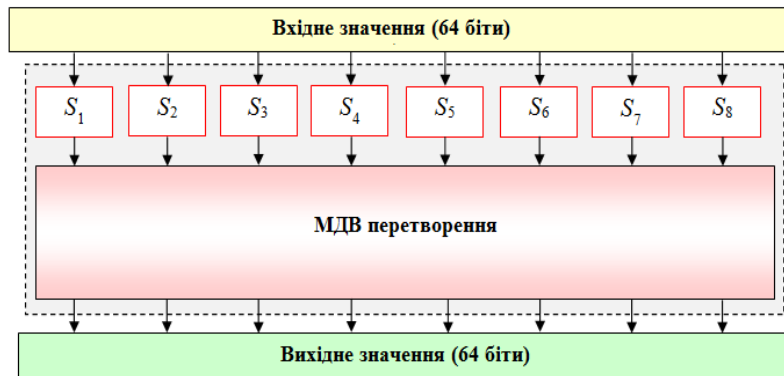 Вхідне значення (64 біти)
S1 S2 S3 S4 S5 S6 S7 S8
МДВ перетворення
Вихідне значення (64 біти)